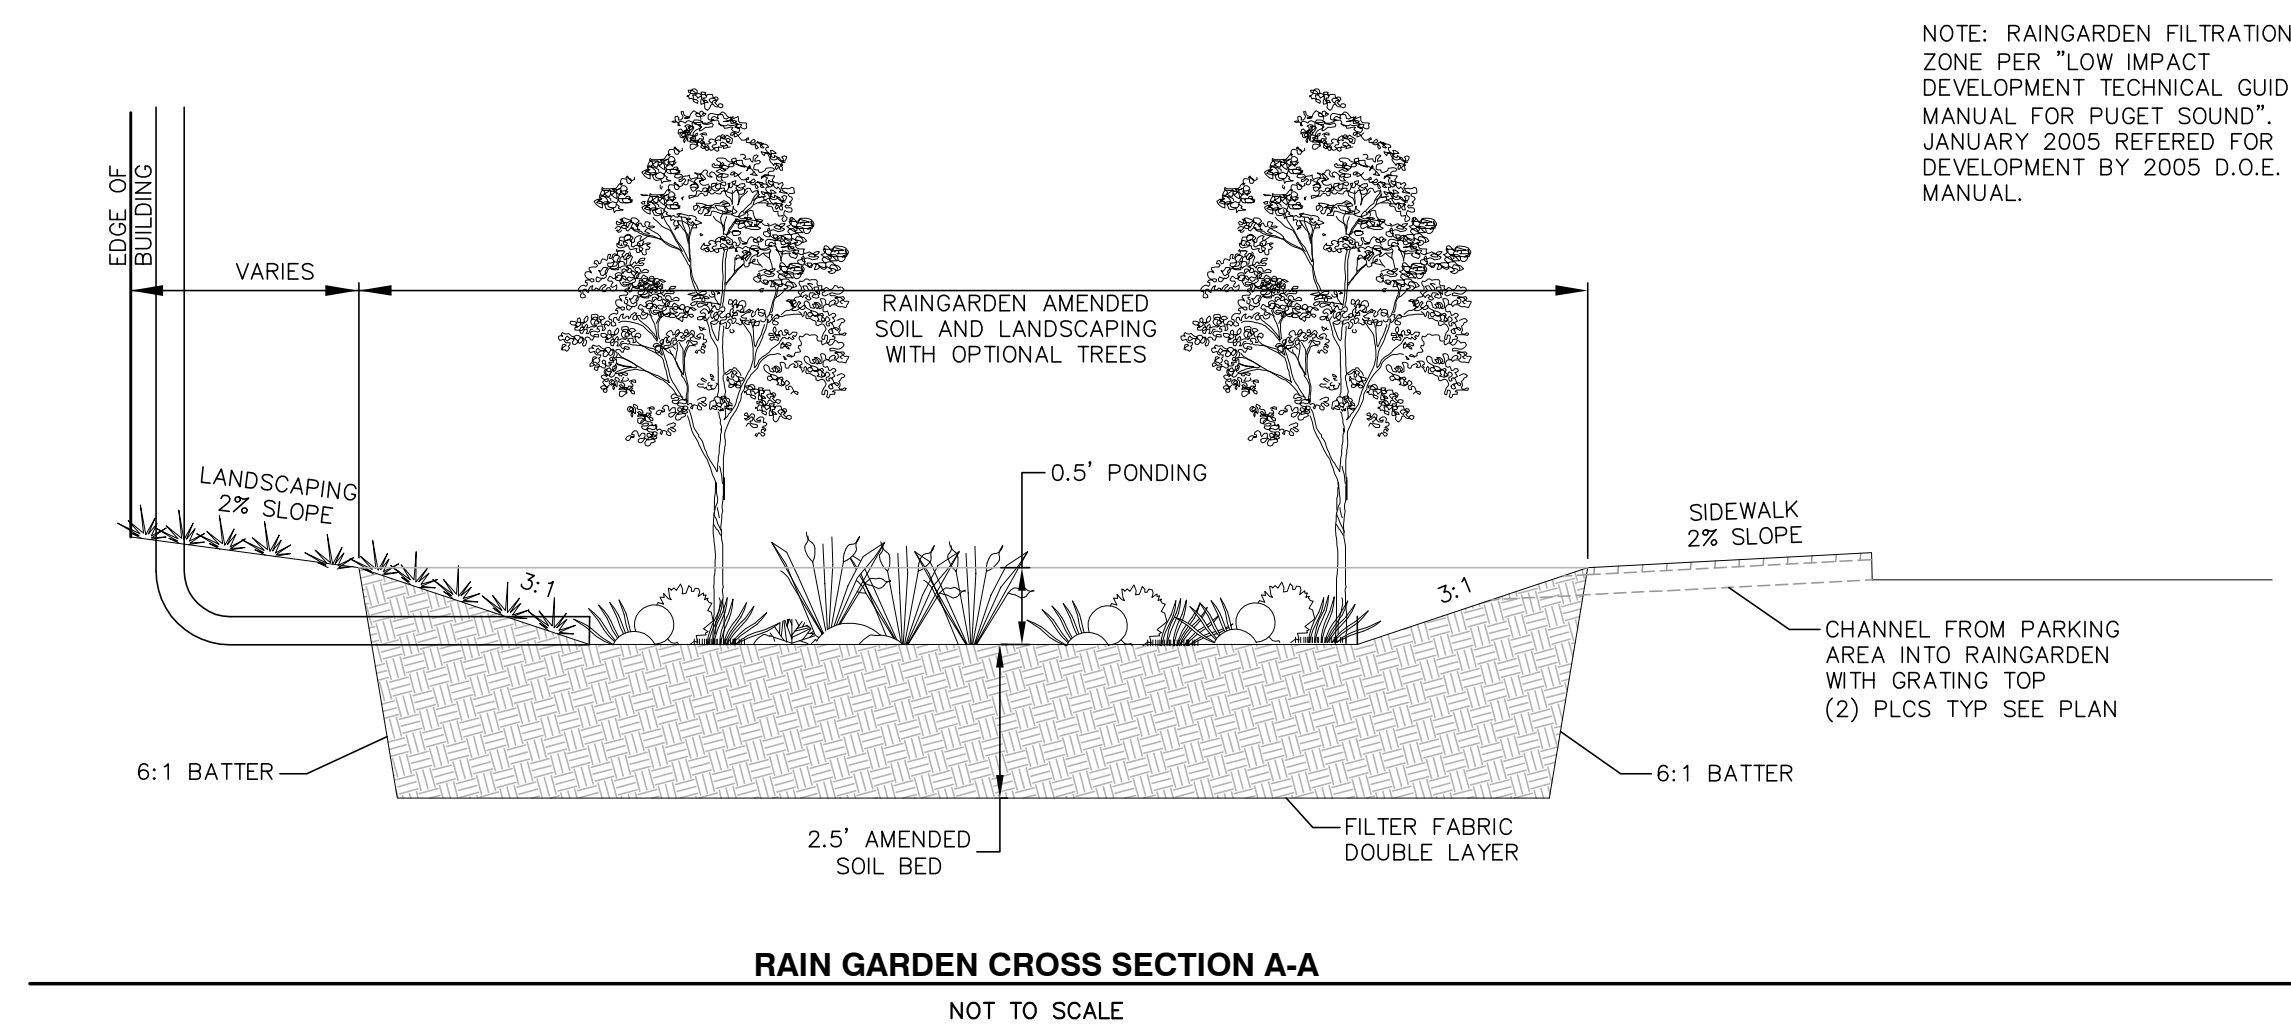 NOTE: RAINGARDEN FILTRATION
ZONE PER "LOW IMPACT
DEVELOPMENT TECHNICAL GUID
MANUAL FOR PUGET SOUND".
JANUARY 2005 REFERED FOR
DEVELOPMENT BY 2005 D.O.E.
MANUAL.
EDGE OF
BUILDING
VARIES
RAINGARDEN AMENDED
SOIL AND LANDSCAPING
WITH OPTIONAL TREES
LANDSCAPING
2% SLOPE
0.5' PONDING
SIDEWALK
2% SLOPE
3:1
3:1
CHANNEL FROM PARKING
AREA INTO RAINGARDEN
WITH GRATING TOP
(2) PLCS TYP SEE PLAN
6:1 BATTER
6:1 BATTER
2.5' AMENDED
SOIL BED
FILTER FABRIC
DOUBLE LAYER
RAIN GARDEN CROSS SECTION A-A
NOT TO SCALE